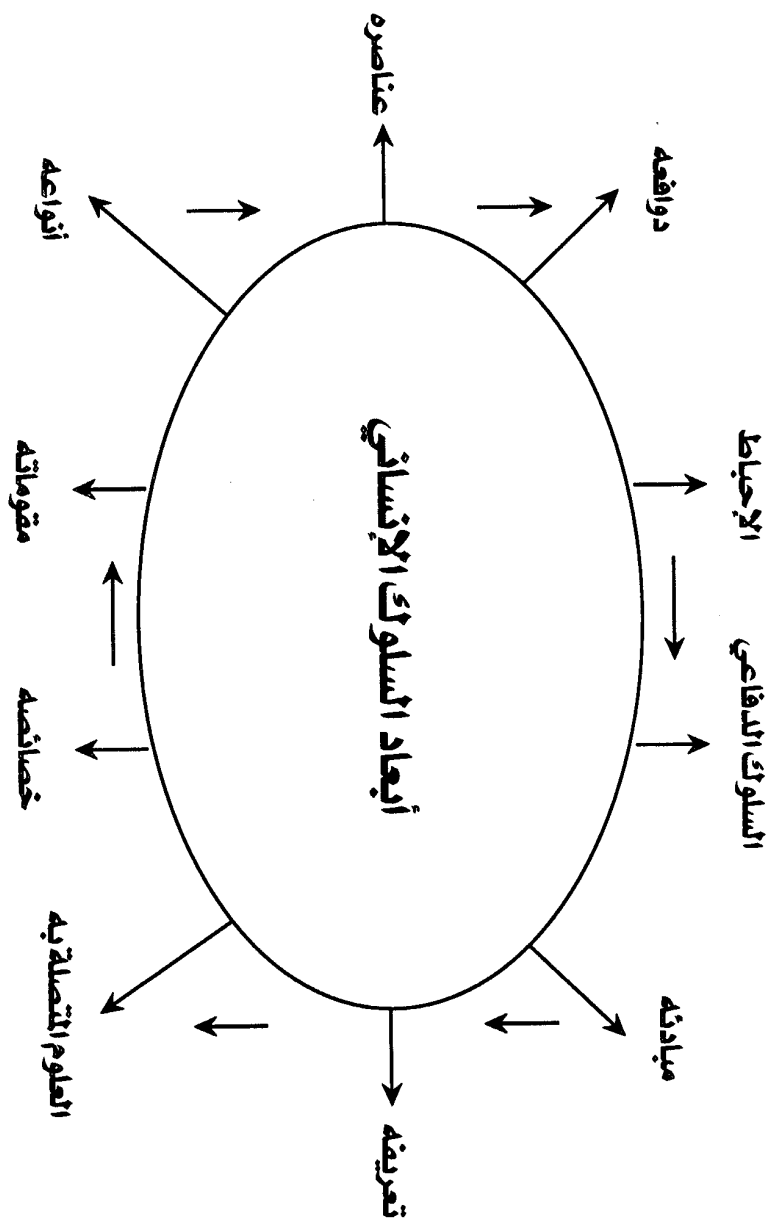 أبعاد السلوك الإنساني
تعريفه
العلوم المتصلة به
خصائصه
مقوماته
أنواعه
عناصره
دوافعه
الإحباط
السلوك الدفاعي
مبادئه